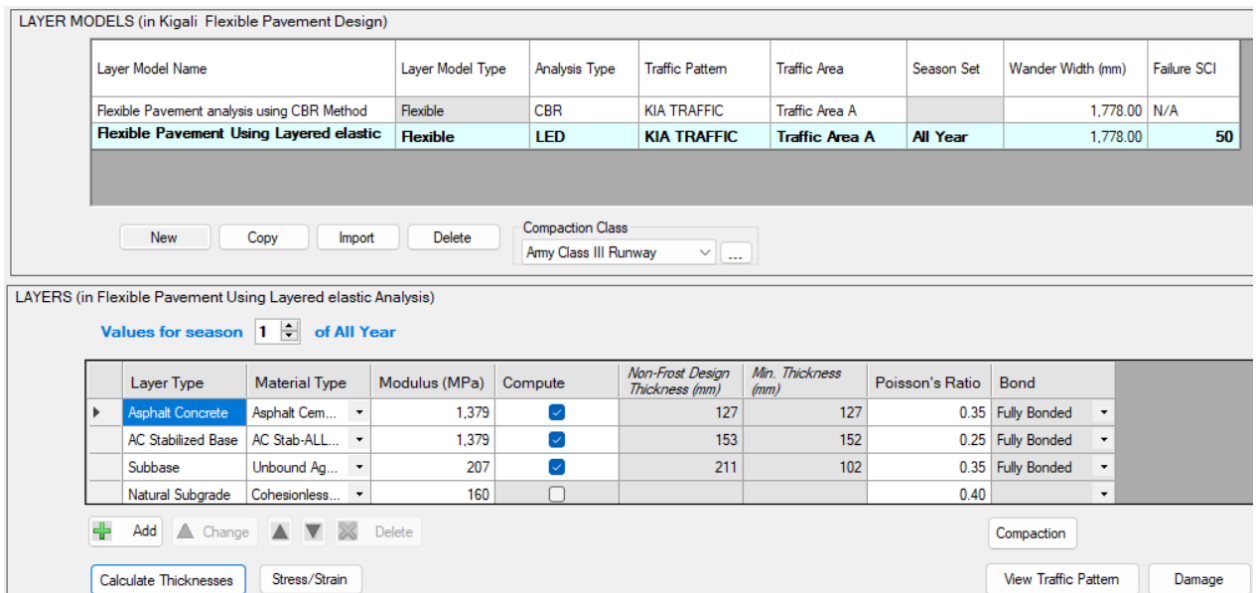 LAYER MODELS (in Kigali Flexible Pavement Design)
Layer Model Name Layer Model Type Analysis Type Traffic Pattern Traffic Area Season Set Wander Width (mm) Failure SCI
Flexible Pavement analysis using CBR Method Flexible CBR KIA TRAFFIC Traffic Area A 1,778.00 N/A
Flexible Pavement Using Layered elastic Flexible LED KIA TRAFFIC Traffic Area A All Year 1,778.00 50
New Copy Import Delete
Compaction Class
Army Class III Runway ...
LAYERS (in Flexible Pavement Using Layered elastic Analysis)
Values for season 1 of All Year
Layer Type Material Type Modulus (MPa) Compute Non-Frost Design Thickness (mm) Min. Thickness (mm) Poisson's Ratio Bond
Asphalt Concrete Asphalt Cem... 1,379 127 127 0.35 Fully Bonded
AC Stabilized Base AC Stab-ALL... 1,379 153 152 0.25 Fully Bonded
Subbase Unbound Ag... 207 211 102 0.35 Fully Bonded
Natural Subgrade Cohesionless... 160 0.40
Add Change Delete Compaction
Calculate Thicknesses Stress/Strain View Traffic Pattern Damage